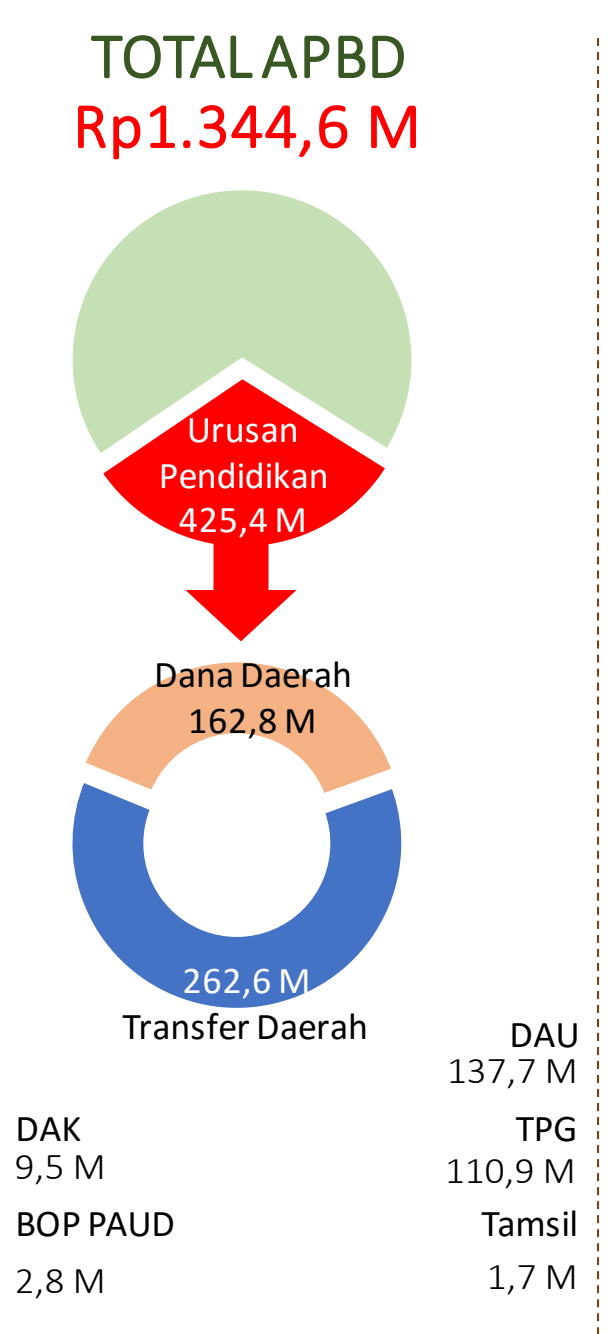 TOTAL APBD
Rp1.344,6 M
Urusan
Pendidikan
425,4 M
Dana Daerah
162,8 M
262,6 M
Transfer Daerah
DAU
137,7 M
DAK
9,5 M
TPG
110,9 M
BOP PAUD
2,8 M
Tamsil
1,7 M